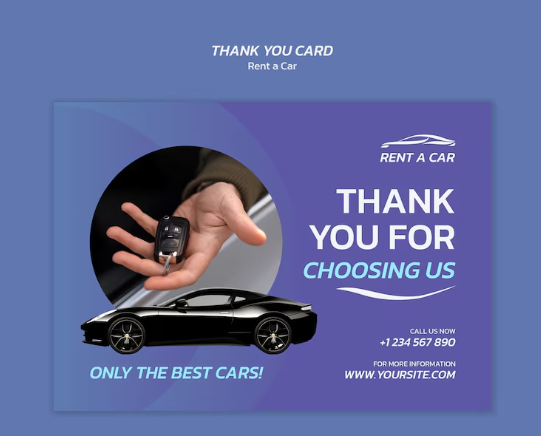 THANK YOU CARD
Rent a Car
RENT A CAR
THANK
YOU FOR
CHOOSING US
CALL US NOW
+1 234 567 890
FOR MORE INFORMATION
WWW.YOURSITE.COM
ONLY THE BEST CARS!